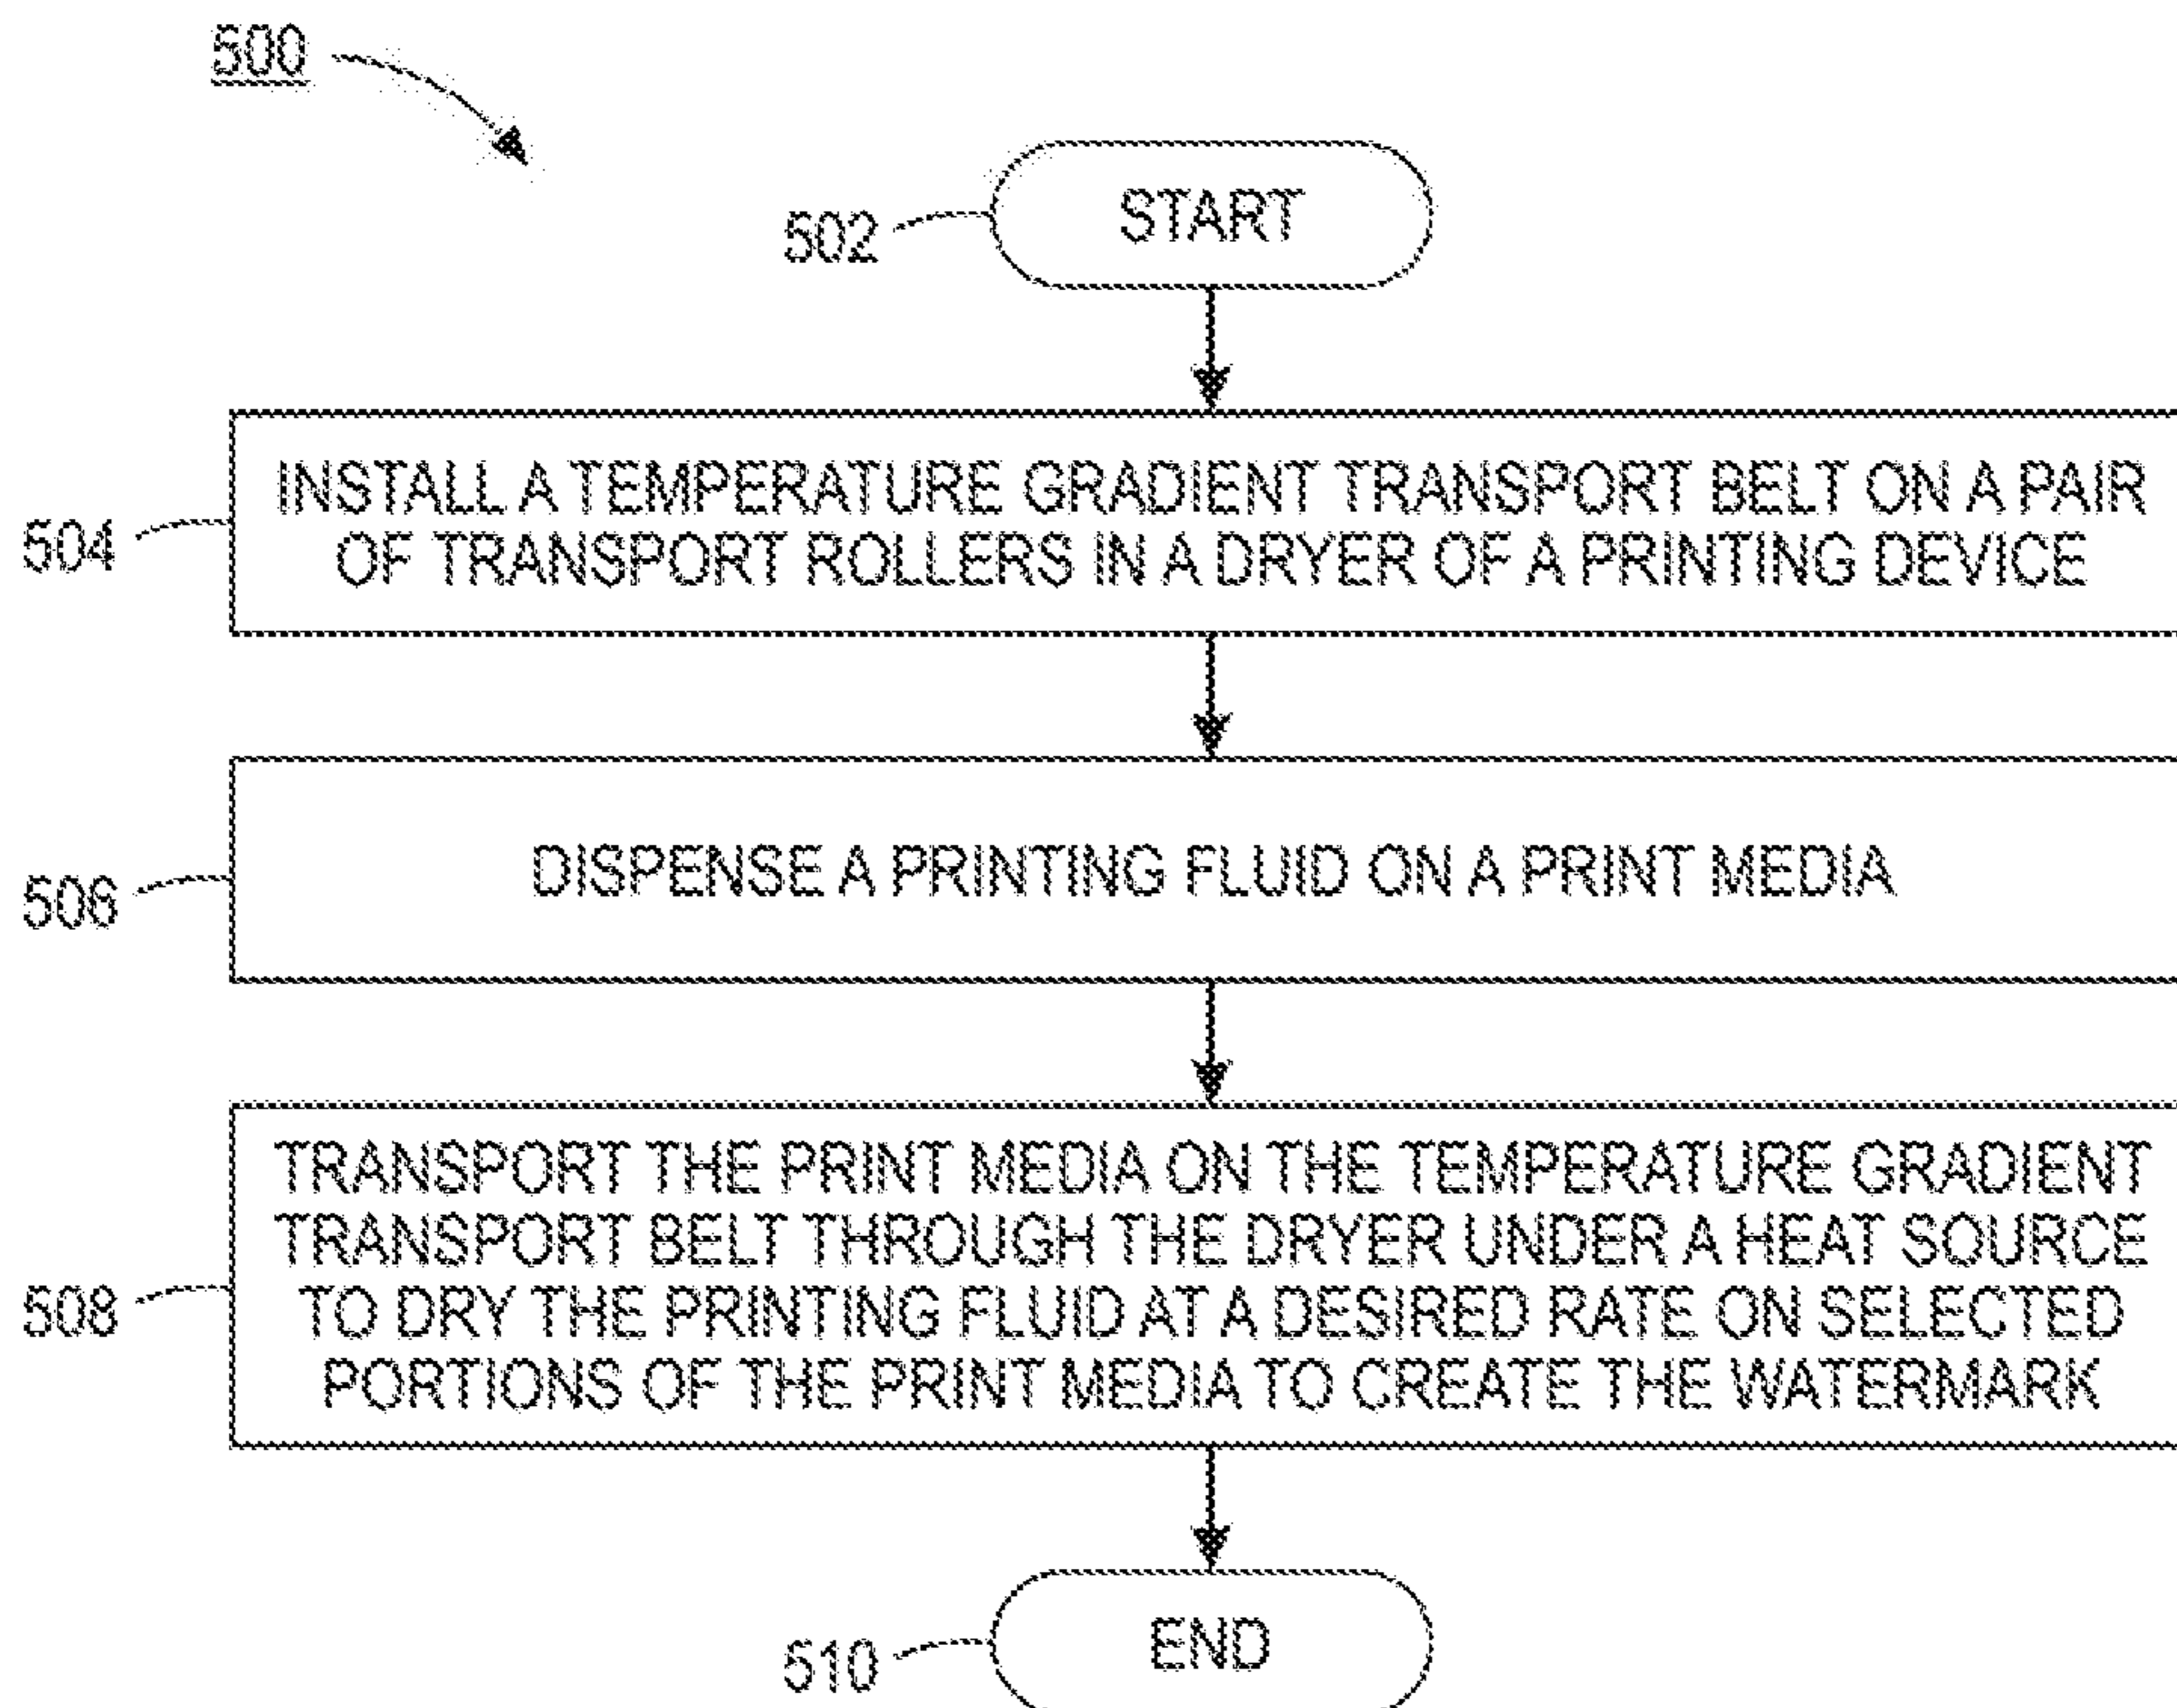 500
502
START
504
INSTALL A TEMPERATURE GRADIENT TRANSPORT BELT ON A PAIR
OF TRANSPORT ROLLERS IN A DRYER OF A PRINTING DEVICE
506
DISPENSE A PRINTING FLUID ON A PRINT MEDIA
508
TRANSPORT THE PRINT MEDIA ON THE TEMPERATURE GRADIENT
TRANSPORT BELT THROUGH THE DRYER UNDER A HEAT SOURCE
TO DRY THE PRINTING FLUID AT A DESIRED RATE ON SELECTED
PORTIONS OF THE PRINT MEDIA TO CREATE THE WATERMARK
510
END